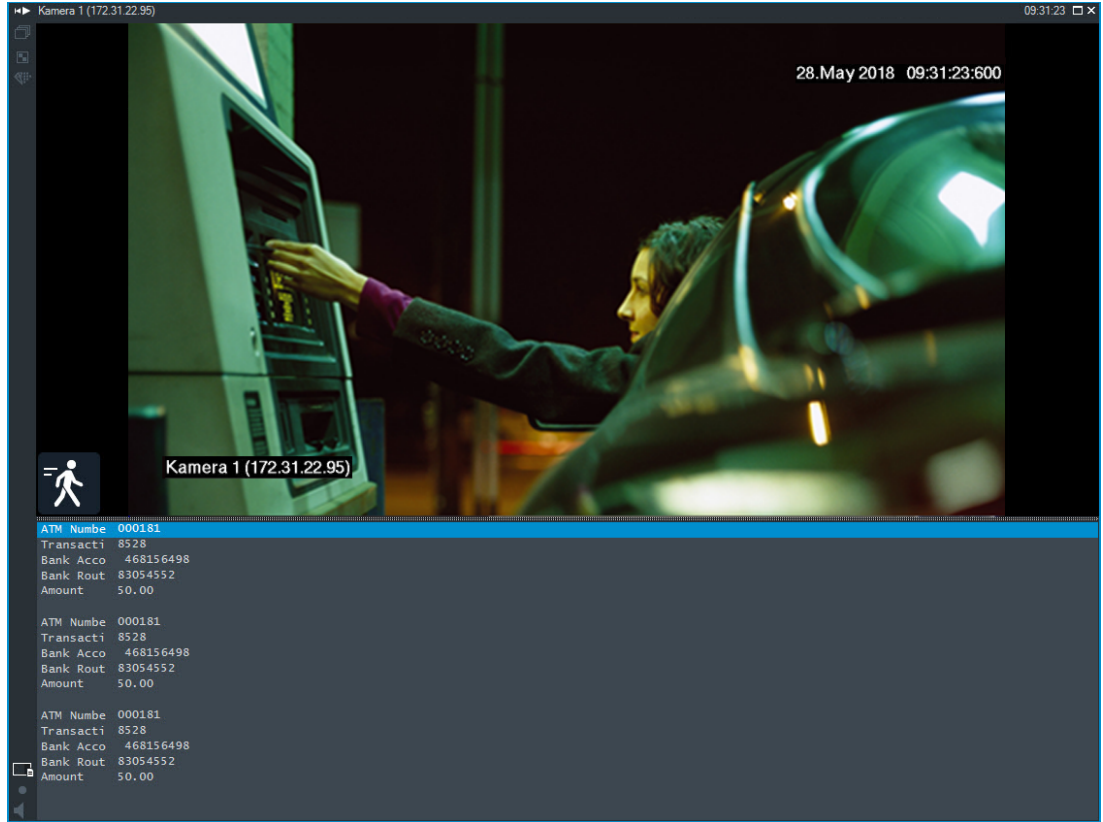 Kamera 1 (172.31.22.95) 09:31:23
28.May 2018 09:31:23:600
Kamera 1 (172.31.22.95)
ATM Numbe 000181
Transacti 8528
Bank Acco 468156498
Bank Rout 83054552
Amount 50.00
ATM Numbe 000181
Transacti 8528
Bank Acco 468156498
Bank Rout 83054552
Amount 50.00
ATM Numbe 000181
Transacti 8528
Bank Acco 468156498
Bank Rout 83054552
Amount 50.00